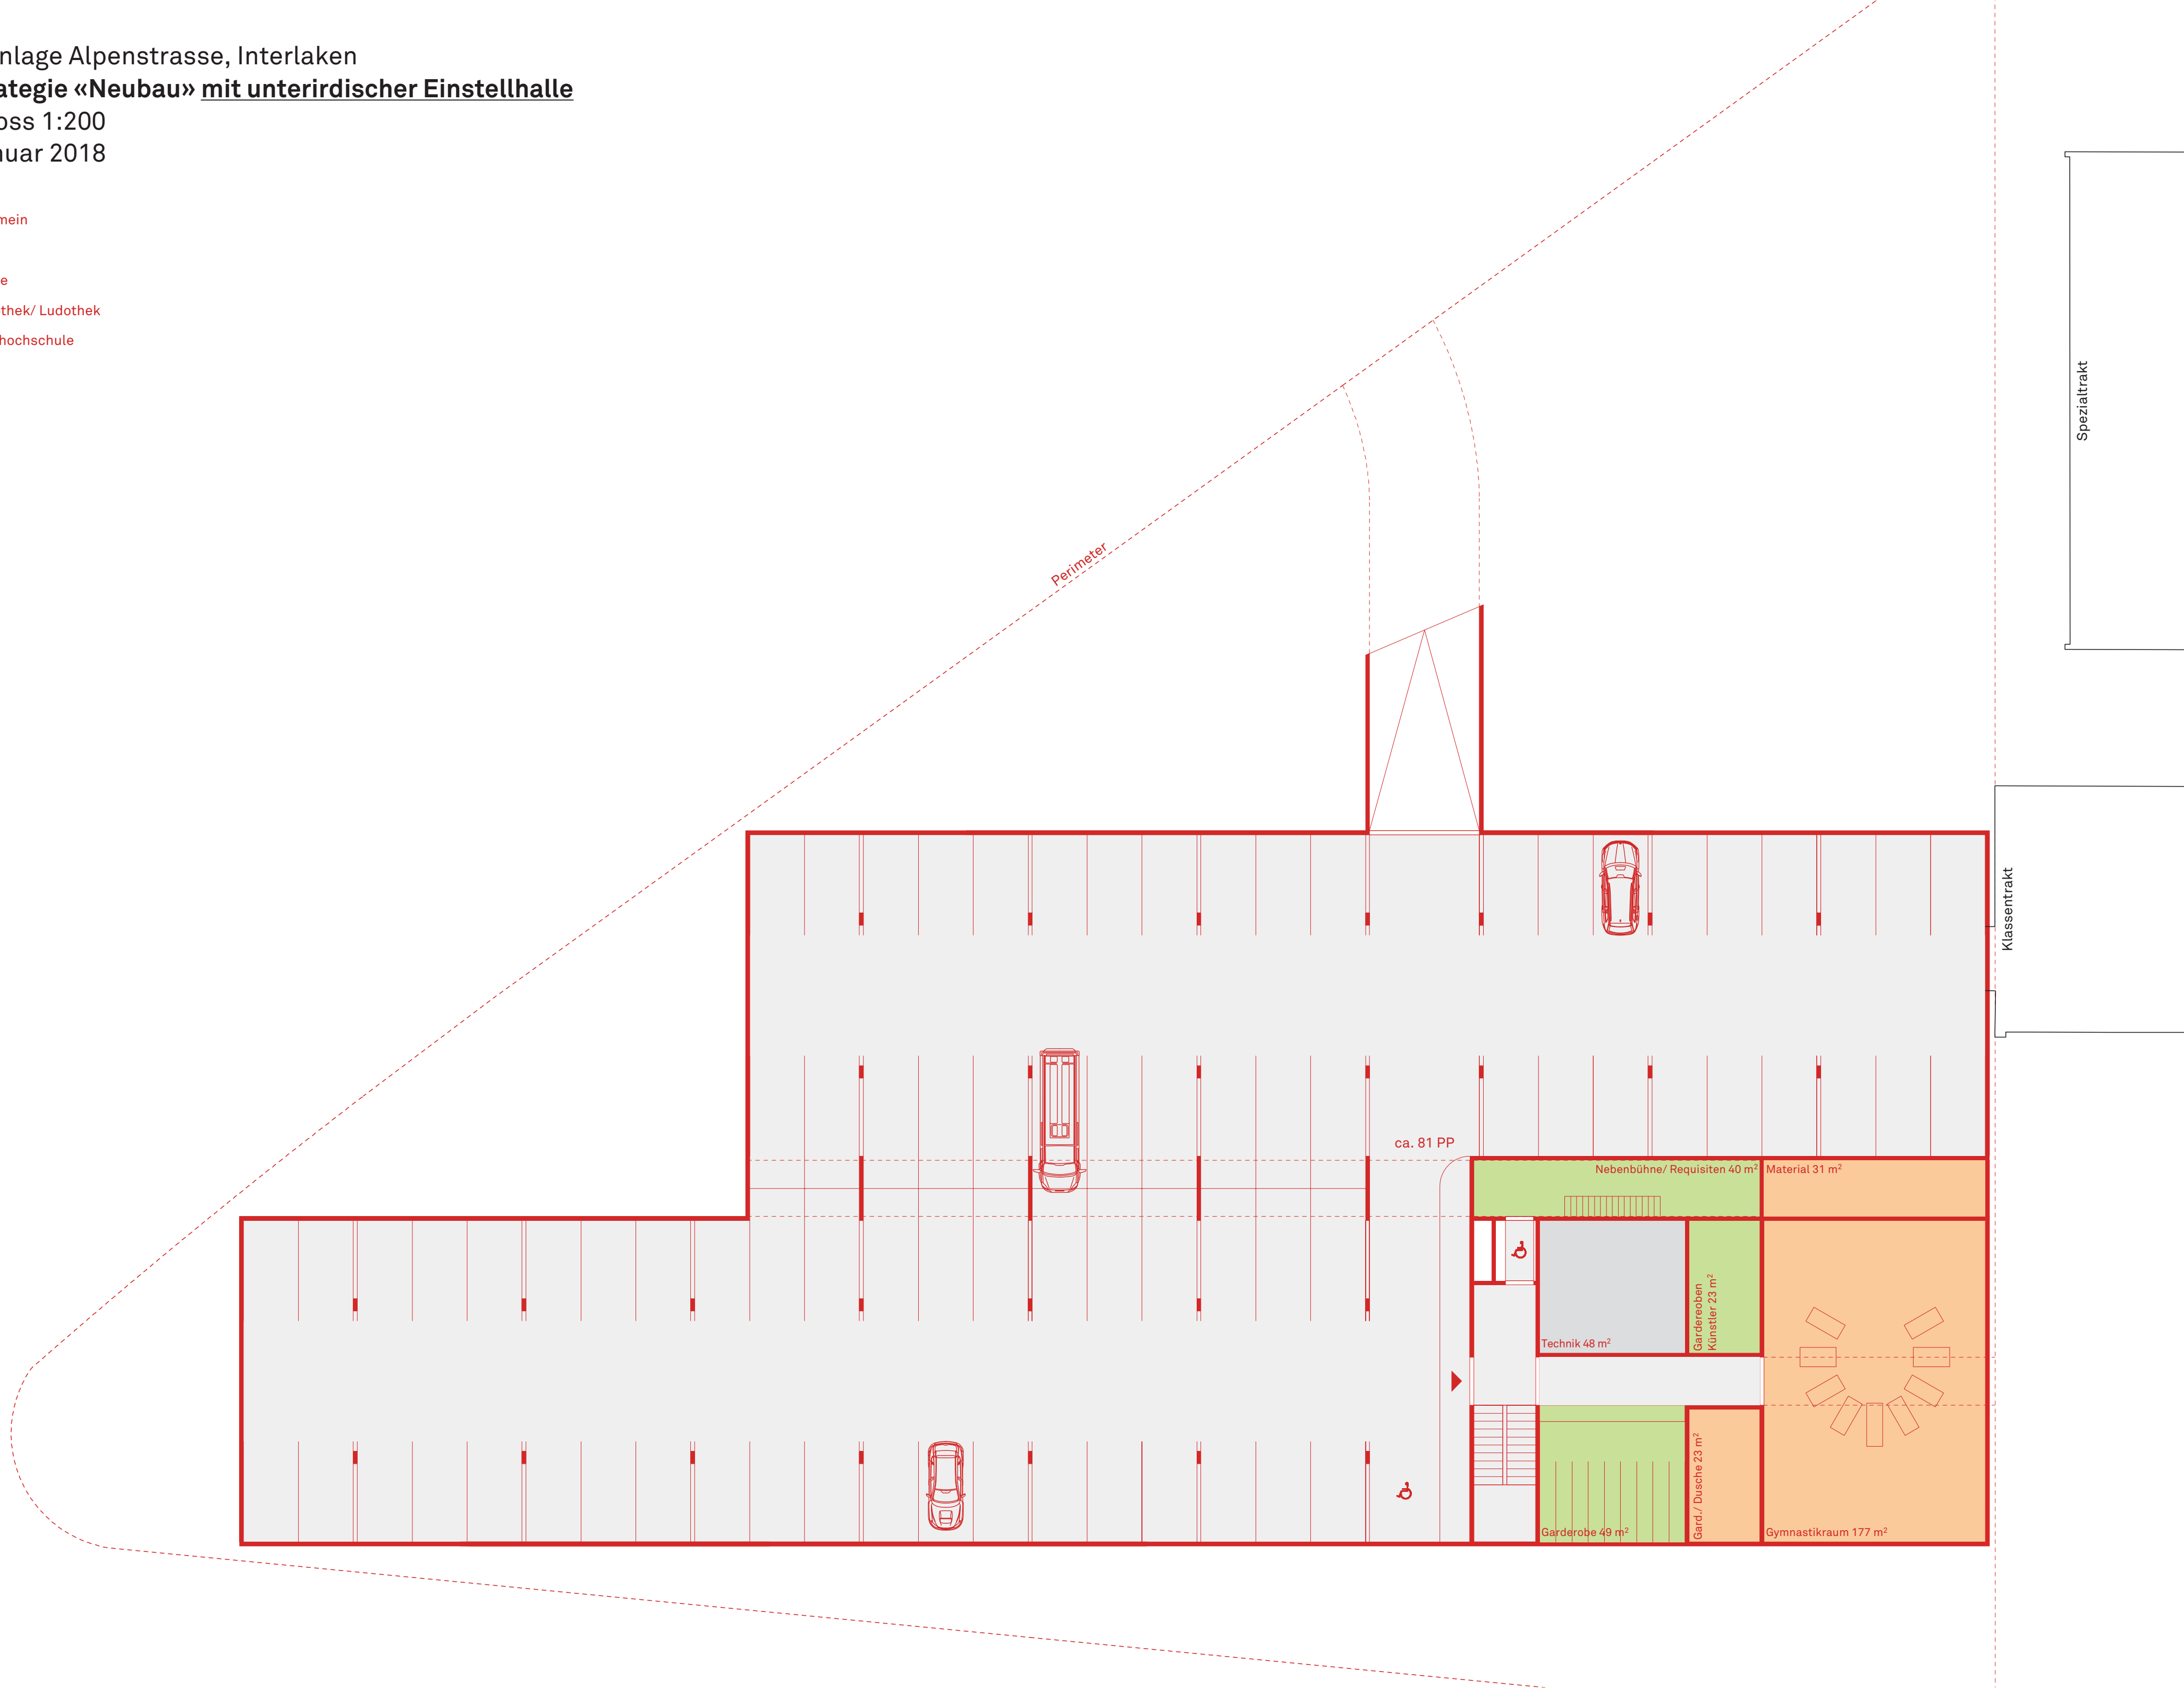 nlage Alpenstrasse, Interlaken
ategie «Neubau» mit unterirdischer Einstellhalle
oss 1:200
nuar 2018
mein
e
thek/ Ludothek
hochschule
Spezialtrakt
Perimeter
Klassentrakt
ca. 81 PP
Nebenbühne/ Requisiten 40 m²
Material 31 m²
Gardereoben
Künstler 23 m²
Technik 48 m²
Gard./ Dusche 23 m²
Garderobe 49 m²
Gymnastikraum 177 m²